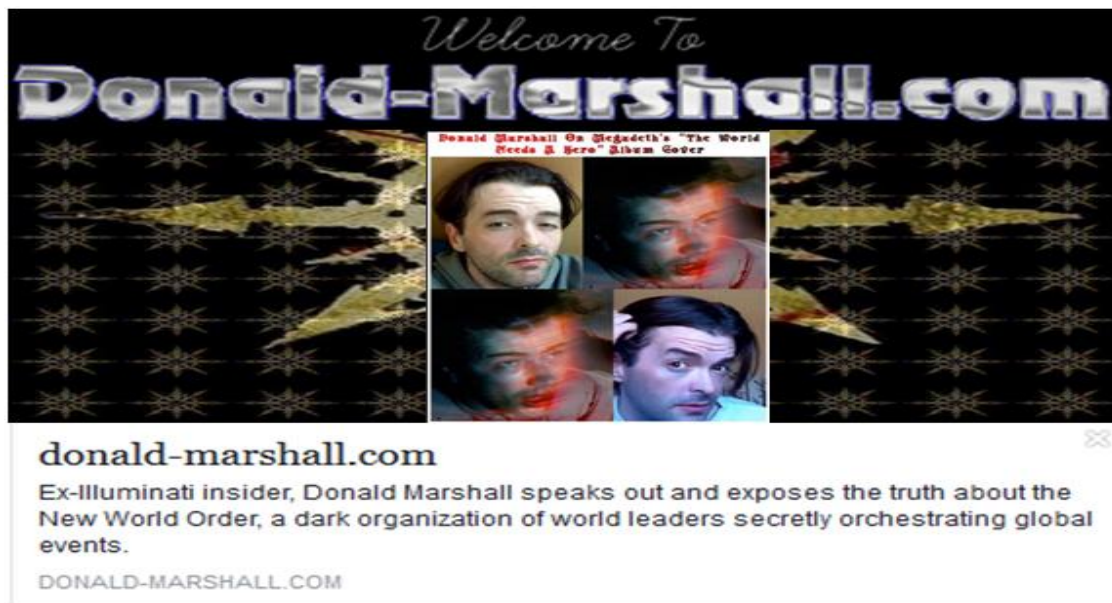 Welcome To
Donald-Marshall.com
Donald Marshall On Megadeth's "The World
Needs A Hero" Album Cover
donald-marshall.com
Ex-Illuminati insider, Donald Marshall speaks out and exposes the truth about the
New World Order, a dark organization of world leaders secretly orchestrating global
events.
DONALD-MARSHALL.COM